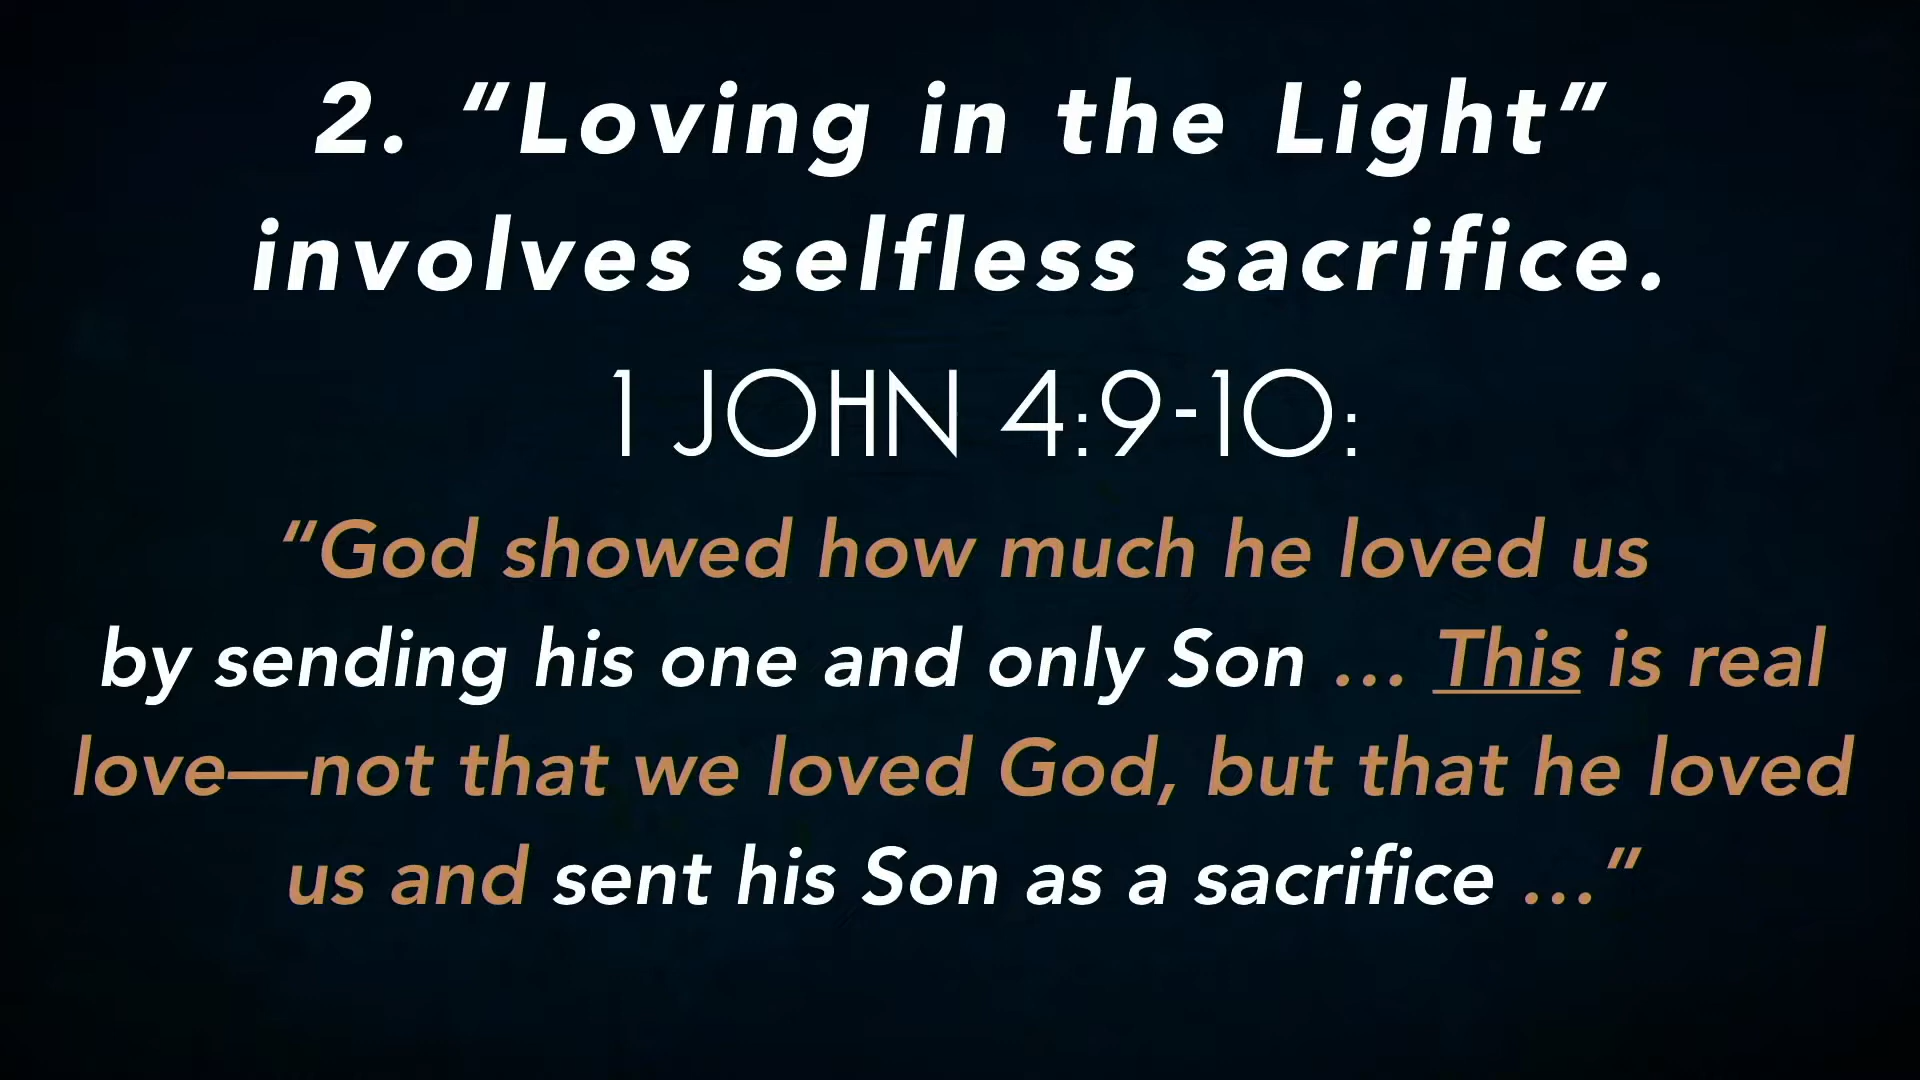 2. “Loving in the Light”
involves selfless sacrifice.
1 JOHN 4:9-10:
“God showed how much he loved us
by sending his one and only Son … This is real
love—not that we loved God, but that he loved
us and sent his Son as a sacrifice …”